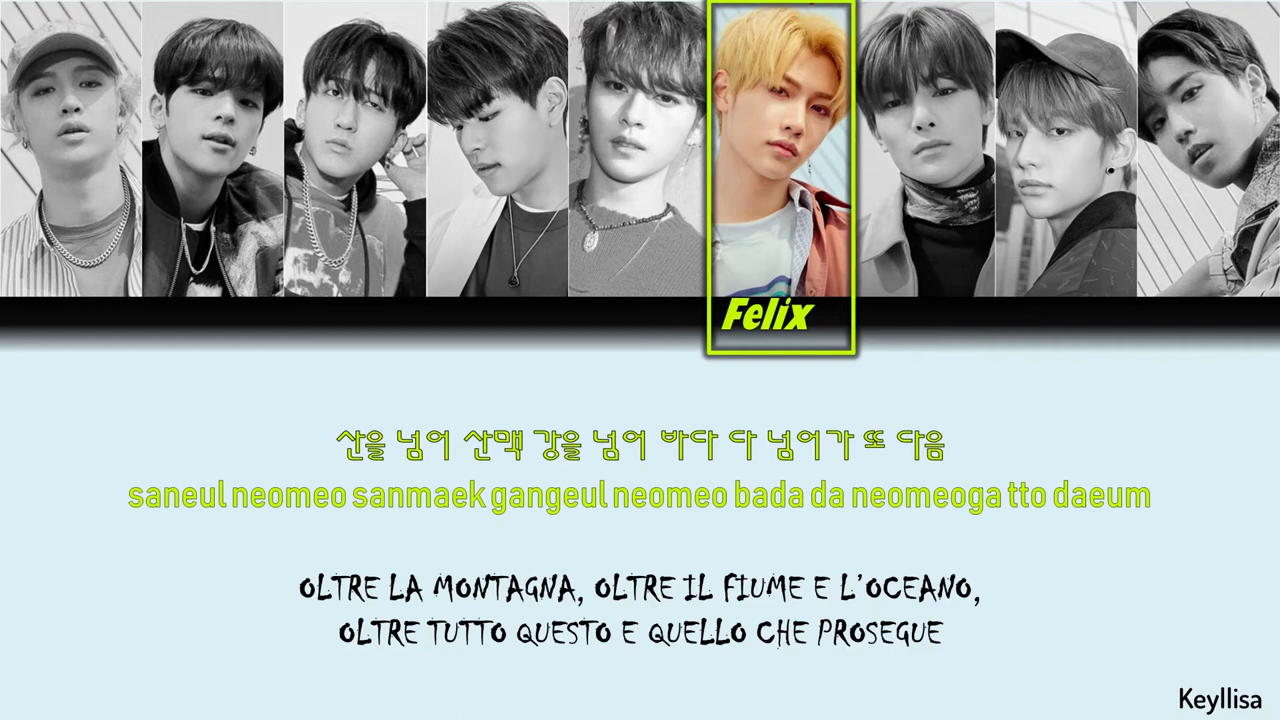 Felix
산을 넘어 산맥 강을 넘어 바다 다 넘어가 또 다음
saneul neomeo sanmaek gangeul neomeo bada da neomeoga tto daeum
OLTRE LA MONTAGNA, OLTRE IL FIUME E L'OCEANO,
OLTRE TUTTO QUESTO E QUELLO CHE PROSEGUE
Keyllisa